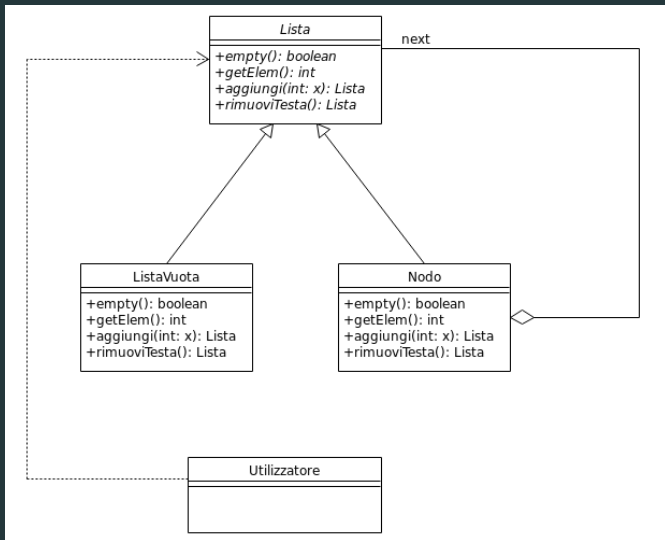 Lista
next
+empty(): boolean
+getElem(): int
+aggiungi(int: x): Lista
+rimuoviTesta(): Lista
ListaVuota
+empty(): boolean
+getElem(): int
+aggiungi(int: x): Lista
+rimuoviTesta(): Lista
Nodo
+empty(): boolean
+getElem(): int
+aggiungi(int: x): Lista
+rimuoviTesta(): Lista
Utilizzatore